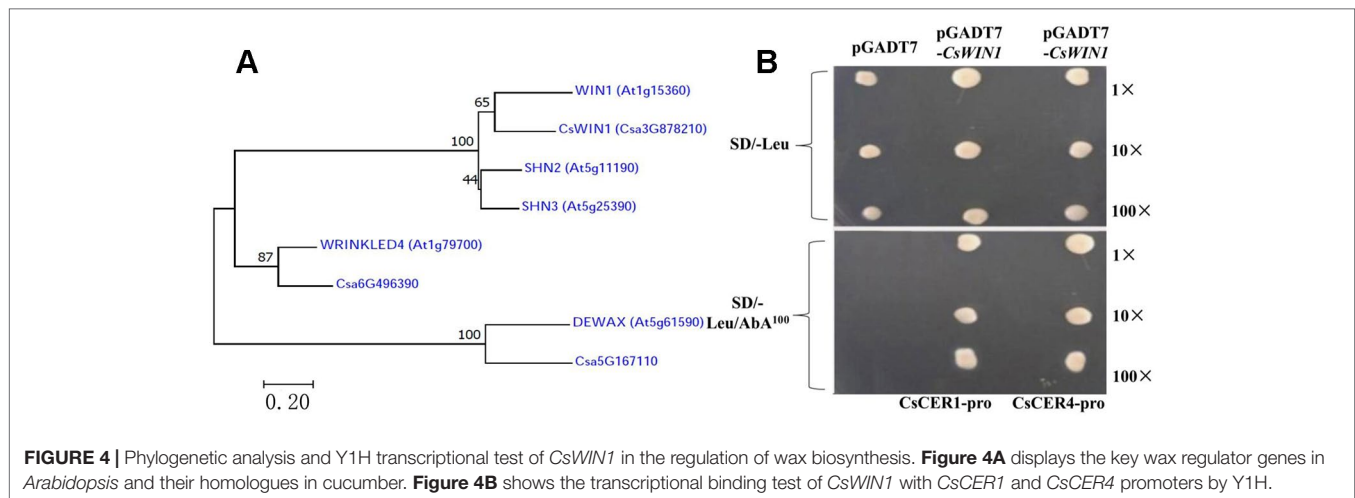 A
65
WIN1 (At1g15360)
CsWIN1 (Csa3G878210)
100
SHN2 (At5g11190)
44
SHN3 (At5g25390)
WRINKLED4 (At1g79700)
87
Csa6G496390
DEWAX (At5g61590)
100
Csa5G167110
0.20
B
pGADT7
pGADT7
-CsWIN1
pGADT7
-CsWIN1
SD/-Leu
1×
10×
100×
SD/-
Leu/AbA¹⁰⁰
1×
10×
100×
CsCER1-pro CsCER4-pro
FIGURE 4 | Phylogenetic analysis and Y1H transcriptional test of CsWIN1 in the regulation of wax biosynthesis. Figure 4A displays the key wax regulator genes in
Arabidopsis and their homologues in cucumber. Figure 4B shows the transcriptional binding test of CsWIN1 with CsCER1 and CsCER4 promoters by Y1H.